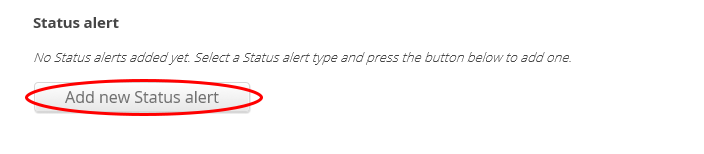 Status alert
No Status alerts added yet. Select a Status alert type and press the button below to add one.
Add new Status alert